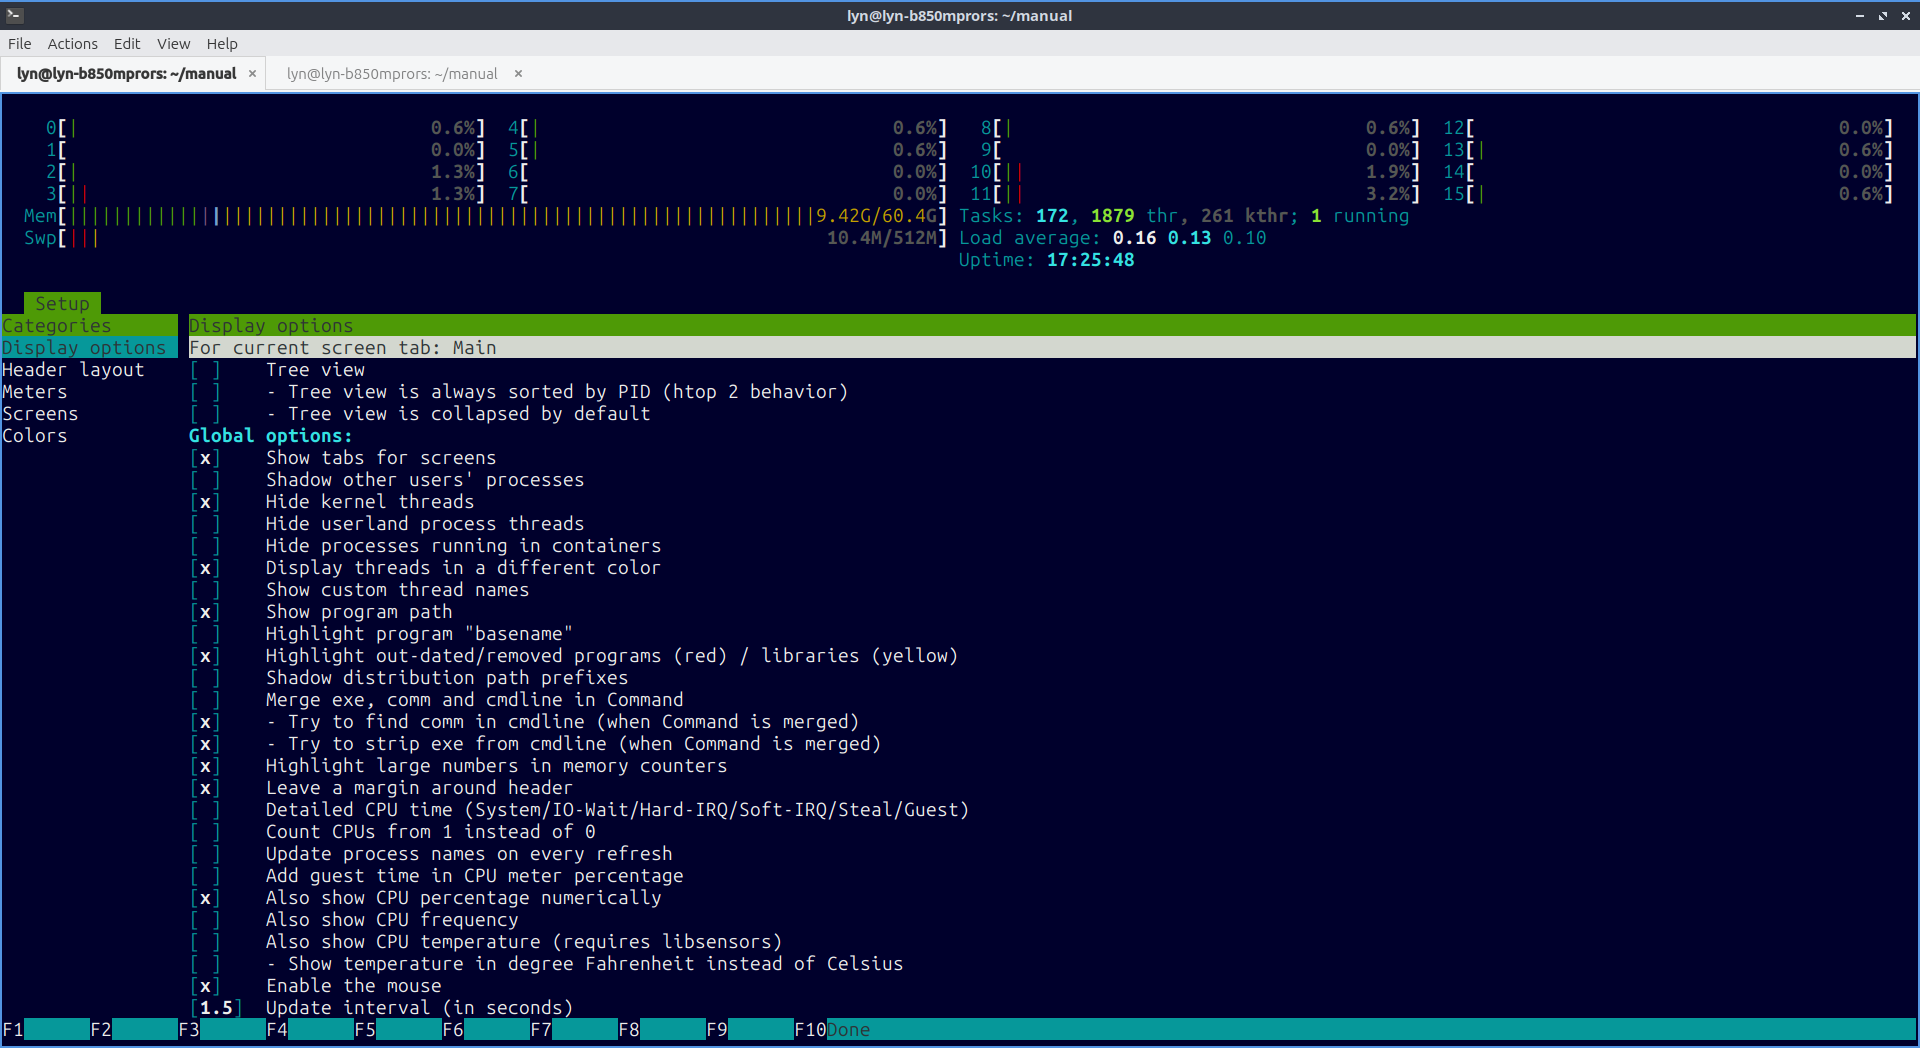 lyn@lyn-b850mprors: ~/manual
File Actions Edit View Help
lyn@lyn-b850mprors: ~/manual × lyn@lyn-b850mprors: ~/manual ×
0[| 0.6%] 4[| 0.6%] 8[| 0.6%] 12[ 0.0%]
1[ 0.0%] 5[| 0.6%] 9[ 0.0%] 13[| 0.6%]
2[| 1.3%] 6[ 0.0%] 10[|| 1.9%] 14[ 0.0%]
3[|| 1.3%] 7[ 0.0%] 11[|| 3.2%] 15[| 0.6%]
Mem[||||||||||||||||||||||||||||||||||||||||||||||||||||||||||||||||||||9.42G/60.4G] Tasks: 172, 1879 thr, 261 kthr; 1 running
Swp[||| 10.4M/512M] Load average: 0.16 0.13 0.10
Uptime: 17:25:48
Setup
Categories Display options
Display options For current screen tab: Main
Header layout [ ] Tree view
Meters [ ] - Tree view is always sorted by PID (htop 2 behavior)
Screens [ ] - Tree view is collapsed by default
Colors Global options:
[x] Show tabs for screens
[ ] Shadow other users' processes
[x] Hide kernel threads
[ ] Hide userland process threads
[ ] Hide processes running in containers
[x] Display threads in a different color
[ ] Show custom thread names
[x] Show program path
[ ] Highlight program "basename"
[x] Highlight out-dated/removed programs (red) / libraries (yellow)
[ ] Shadow distribution path prefixes
[ ] Merge exe, comm and cmdline in Command
[x] - Try to find comm in cmdline (when Command is merged)
[x] - Try to strip exe from cmdline (when Command is merged)
[x] Highlight large numbers in memory counters
[x] Leave a margin around header
[ ] Detailed CPU time (System/IO-Wait/Hard-IRQ/Soft-IRQ/Steal/Guest)
[ ] Count CPUs from 1 instead of 0
[ ] Update process names on every refresh
[ ] Add guest time in CPU meter percentage
[x] Also show CPU percentage numerically
[ ] Also show CPU frequency
[ ] Also show CPU temperature (requires libsensors)
[ ] - Show temperature in degree Fahrenheit instead of Celsius
[x] Enable the mouse
[1.5] Update interval (in seconds)
F1 F2 F3 F4 F5 F6 F7 F8 F9 F10Done